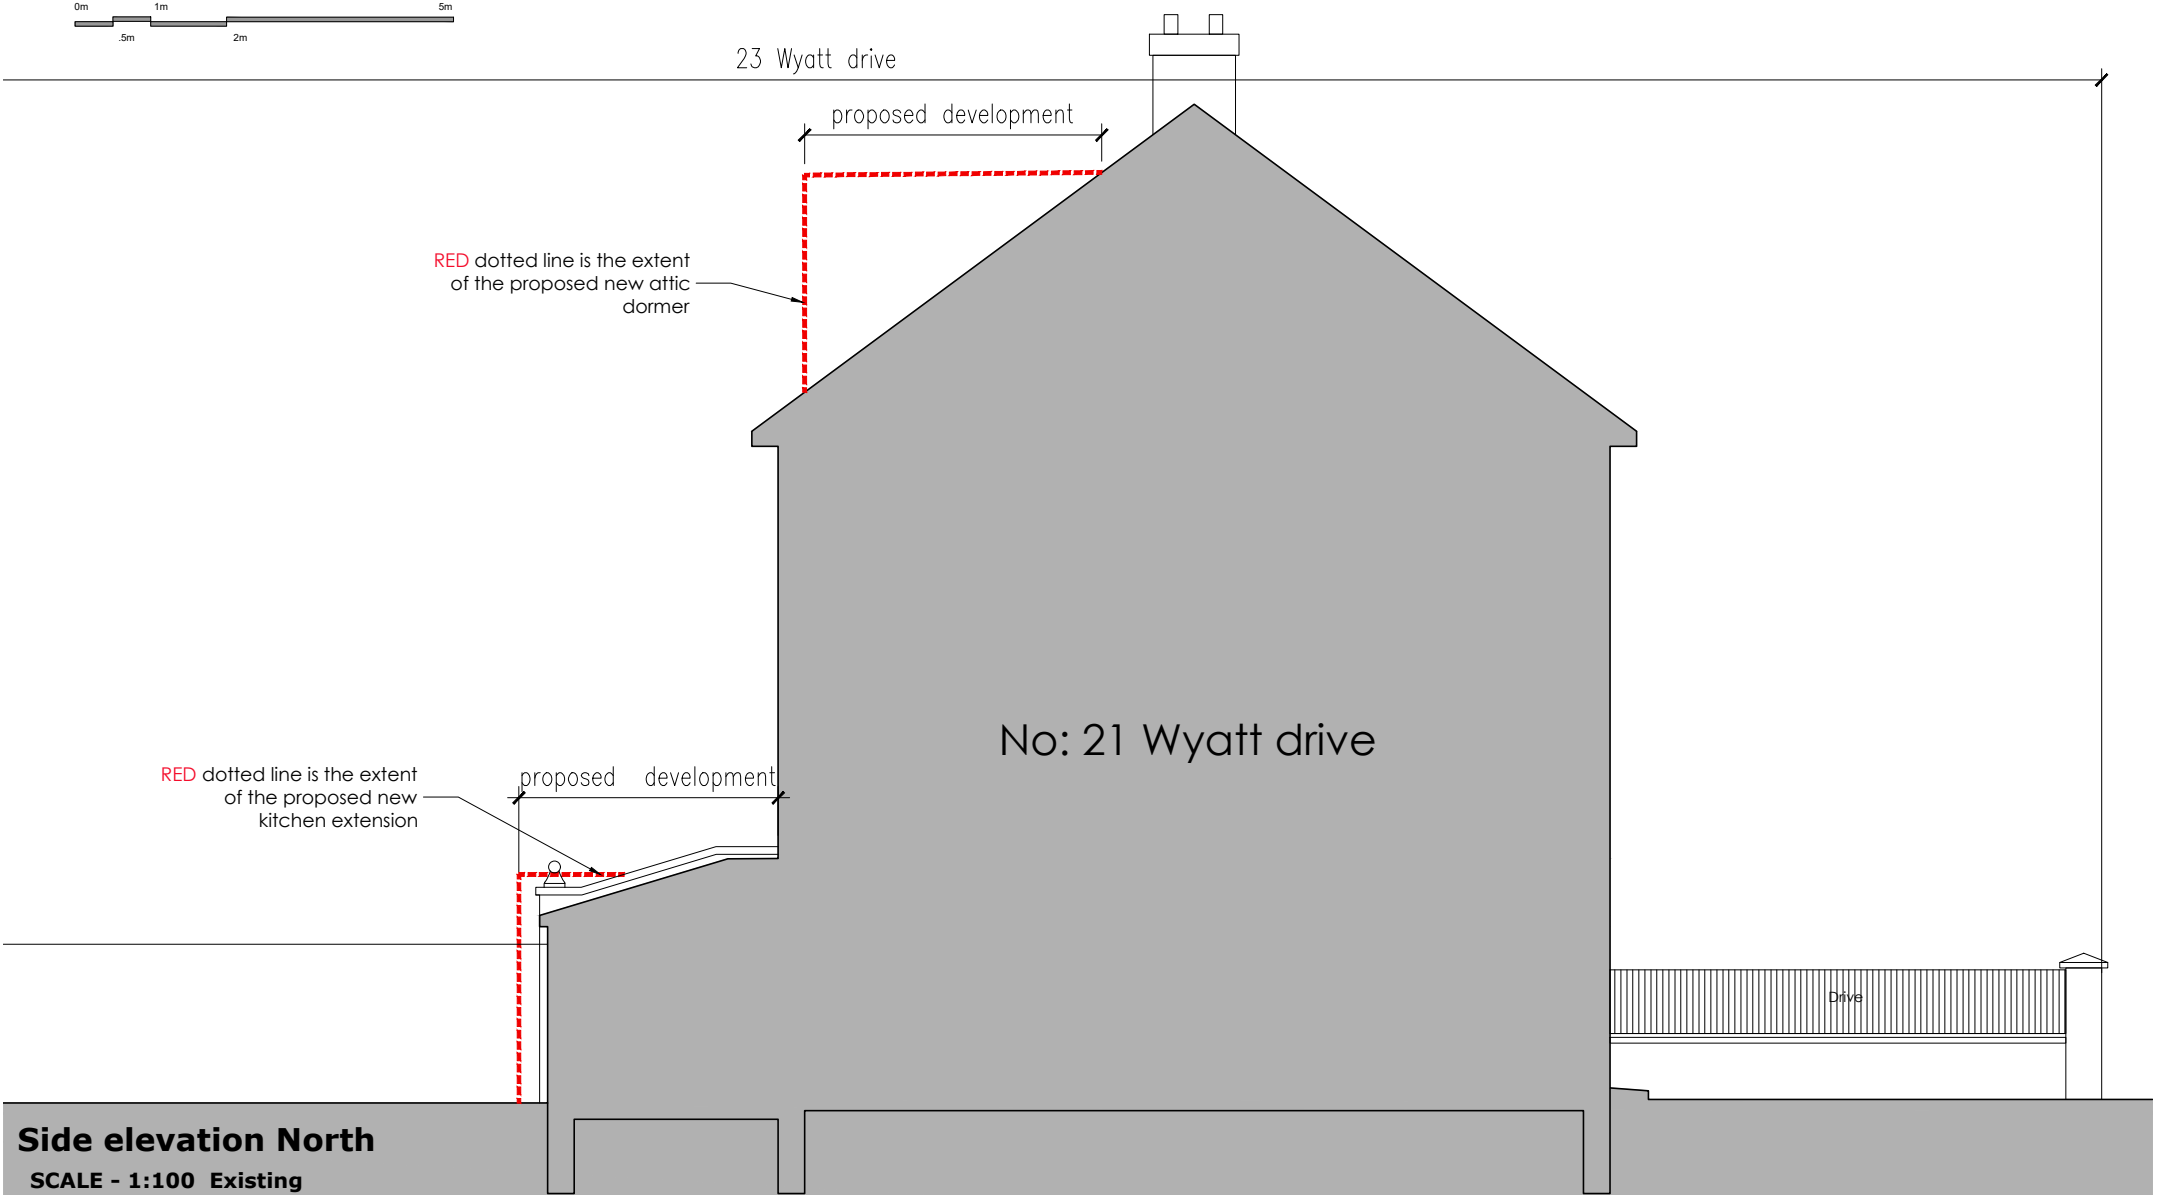 0m 1m 5m
.5m 2m
23 Wyatt drive
proposed development
RED dotted line is the extent
of the proposed new attic
dormer
No: 21 Wyatt drive
RED dotted line is the extent
of the proposed new
kitchen extension
proposed development
Drive
Side elevation North
SCALE - 1:100 Existing